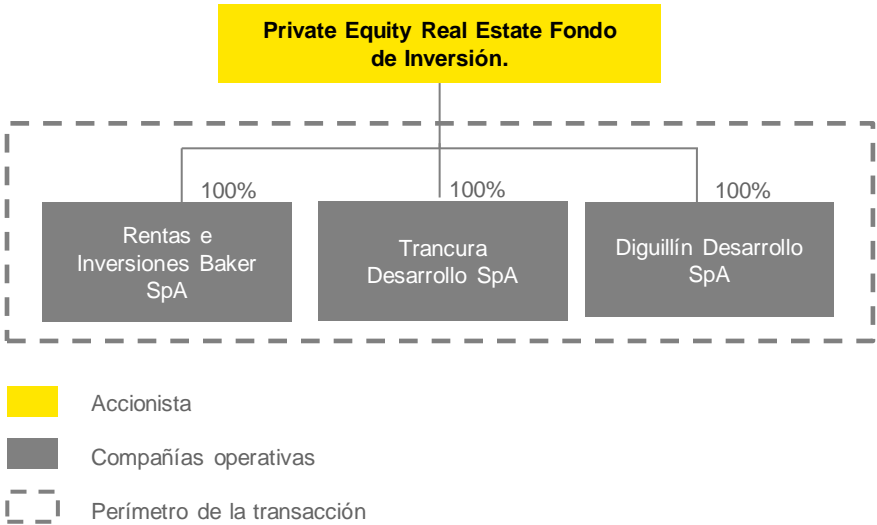 Private Equity Real Estate Fondo
de Inversión.
100%
100%
100%
Rentas e
Inversiones Baker
SpA
Trancura
Desarrollo SpA
Diguillín Desarrollo
SpA
Accionista
Compañías operativas
Perímetro de la transacción